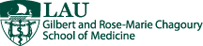 LAU
Gilbert and Rose-Marie Chagoury
School of Medicine